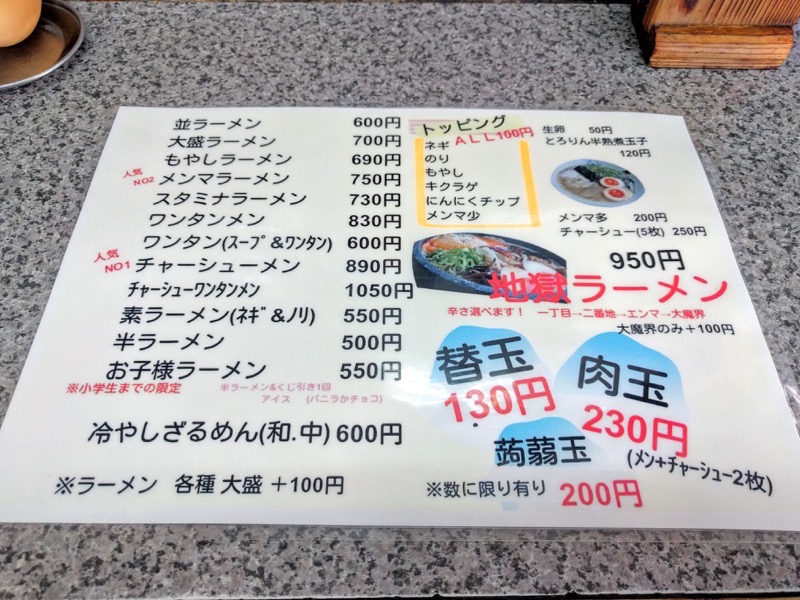 並ラーメン 600円
大盛ラーメン 700円
もやしラーメン 690円
人気NO2 メンマラーメン 750円
スタミナラーメン 730円
ワンタンメン 830円
ワンタン(ｽｰﾌﾟ&ﾜﾝﾀﾝ) 600円
人気NO1 チャーシューメン 890円
ﾁｬｰｼｭｰﾜﾝﾀﾝﾒﾝ 1050円
素ラーメン(ﾈｷﾞ&ﾉﾘ) 550円
半ラーメン 500円
お子様ラーメン 550円
※小学生までの限定 半ラーメン&くじ引き1回
アイス (バニラかチョコ)
冷やしざるめん(和.中) 600円
※ラーメン 各種 大盛 +100円
トッピング
ALL100円
ネギ
のり
もやし
キクラゲ
にんにくチップ
メンマ少
生卵 50円
とろりん半熟煮玉子
120円
メンマ多 200円
チャーシュー(5枚) 250円
950円
地獄ラーメン
辛さ選べます! 一丁目→二番地→エンマ→大魔界
大魔界のみ+100円
替玉
130円
肉玉
230円
(ﾒﾝ+ﾁｬｰｼｭｰ2枚)
蒟蒻玉
※数に限り有り 200円